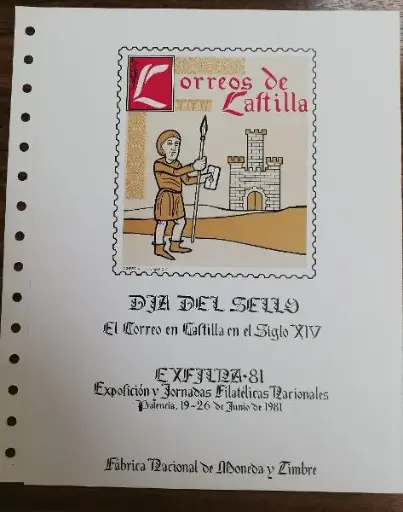 Correos de
Castilla
DIA DEL SELLO
El Correo en Castilla en el Siglo XIV
EXFILNA·81
Exposición y Jornadas Filatélicas Nacionales
Palencia, 19-26 de Junio de 1981
Fábrica Nacional de Moneda y Timbre